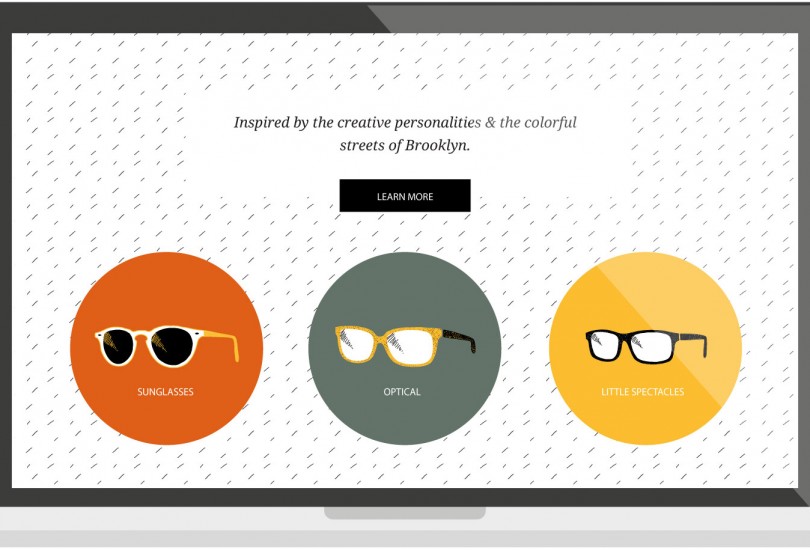 Inspired by the creative personalities & the colorful
streets of Brooklyn.
LEARN MORE
SUNGLASSES
OPTICAL
LITTLE SPECTACLES